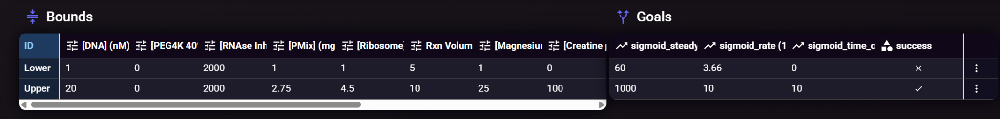 Bounds Goals
ID [DNA] (nM) [PEG4K 40 [RNAse Inh [PMix] (mg [Ribosome Rxn Volum [Magnesiu [Creatine sigmoid_steady sigmoid_rate (1 sigmoid_time_ success
Lower 1 0 2000 1 1 5 1 0 60 3.66 0
Upper 20 0 2000 2.75 4.5 10 25 100 1000 10 10